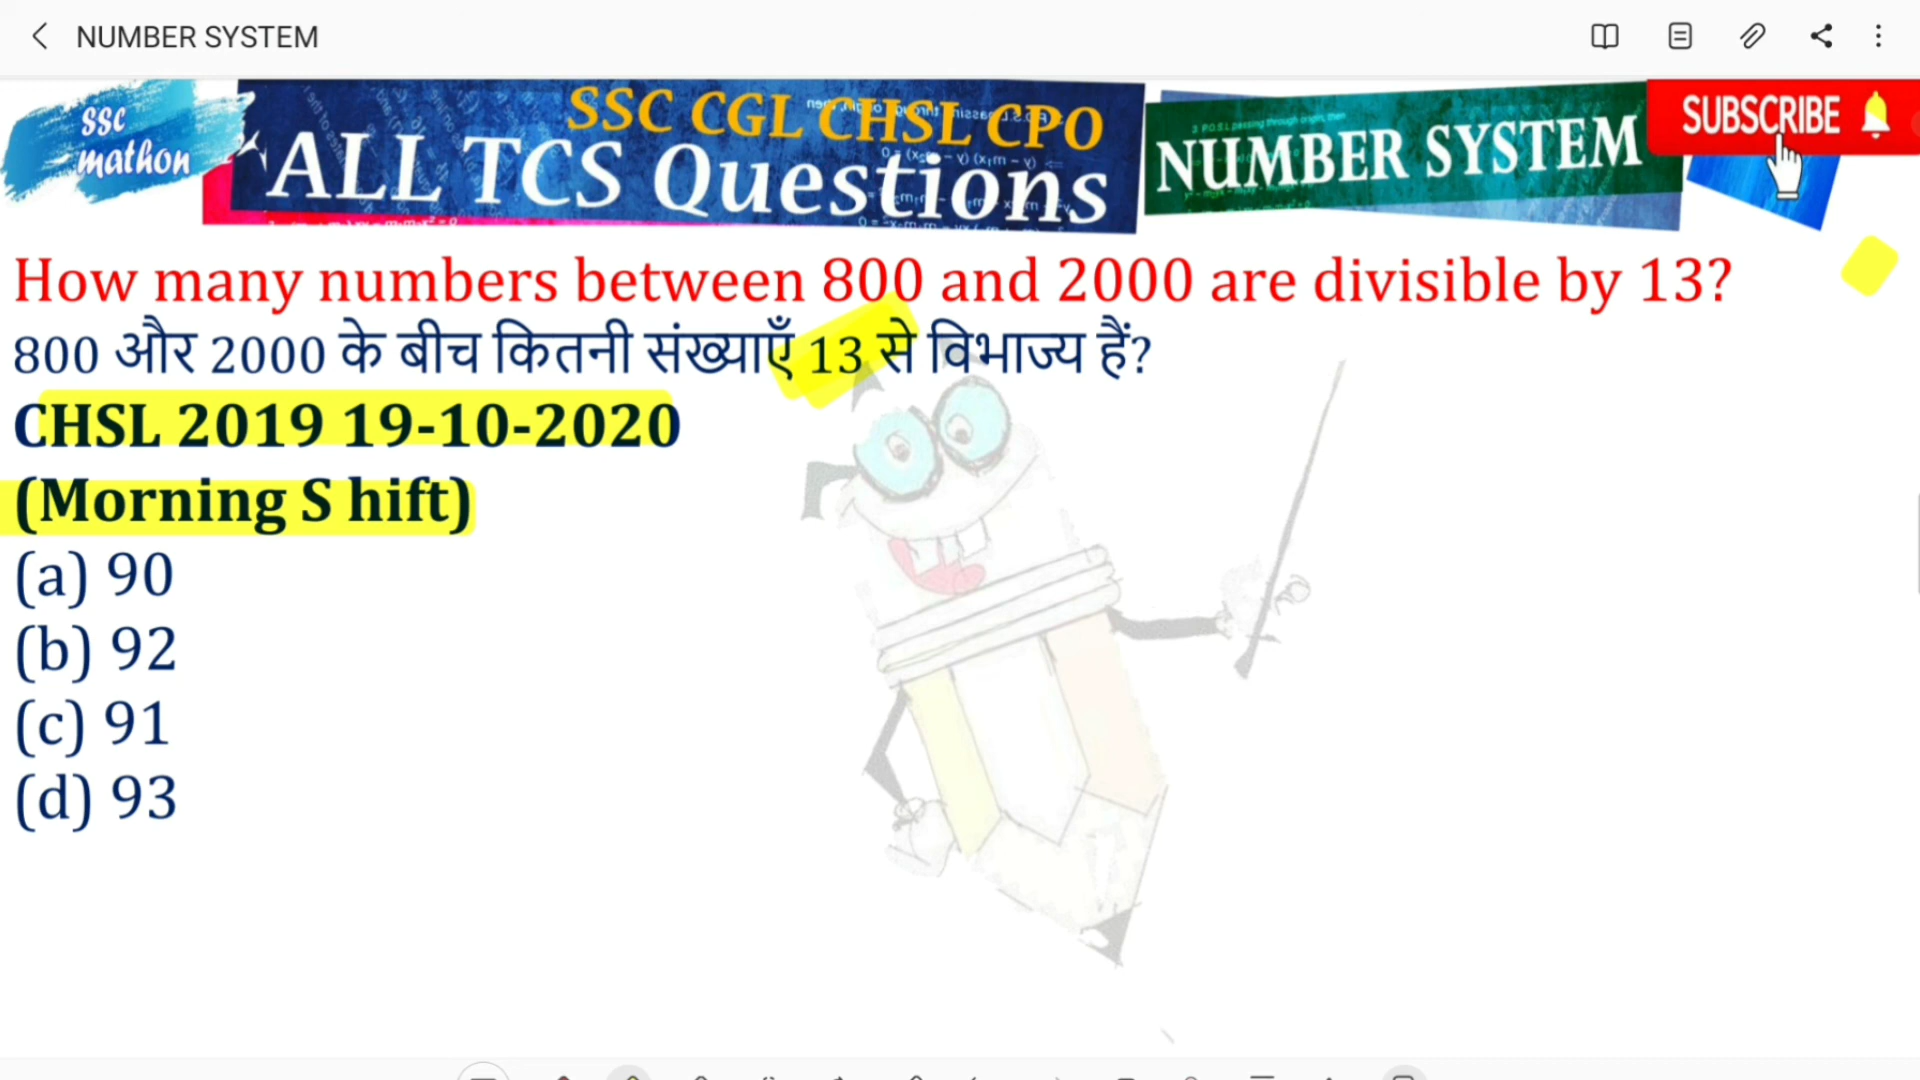 NUMBER SYSTEM
ssc
mathon
SSC CGL CHSL CPO
ALL TCS Questions
NUMBER SYSTEM
SUBSCRIBE
How many numbers between 800 and 2000 are divisible by 13?
800 और 2000 के बीच कितनी संख्याएँ 13 से विभाज्य हैं?
CHSL 2019 19-10-2020
(Morning S hift)
(a) 90
(b) 92
(c) 91
(d) 93